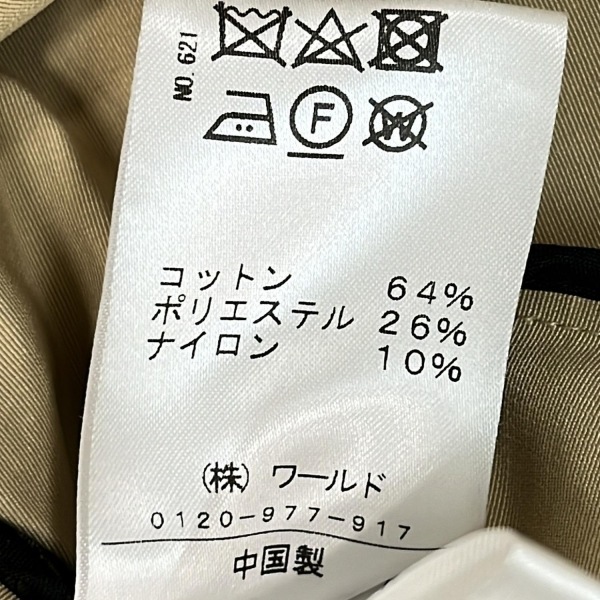 NO. 621
F
W
コットン 64%
ポリエステル 26%
ナイロン 10%
(株) ワールド
0120-977-917
中国製